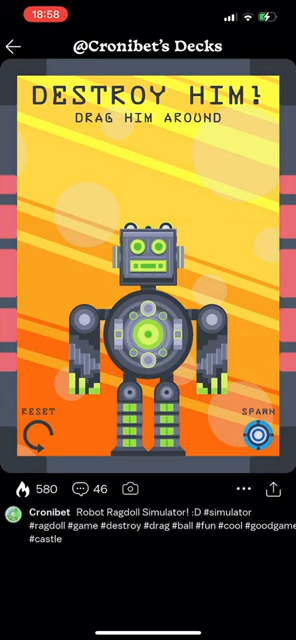 18:58
@Cronibet's Decks
DESTROY HIM!
DRAG HIM AROUND
RESET
SPAWN
580
46
Cronibet Robot Ragdoll Simulator! :D #simulator
#ragdoll #game #destroy #drag #ball #fun #cool #goodgame
#castle